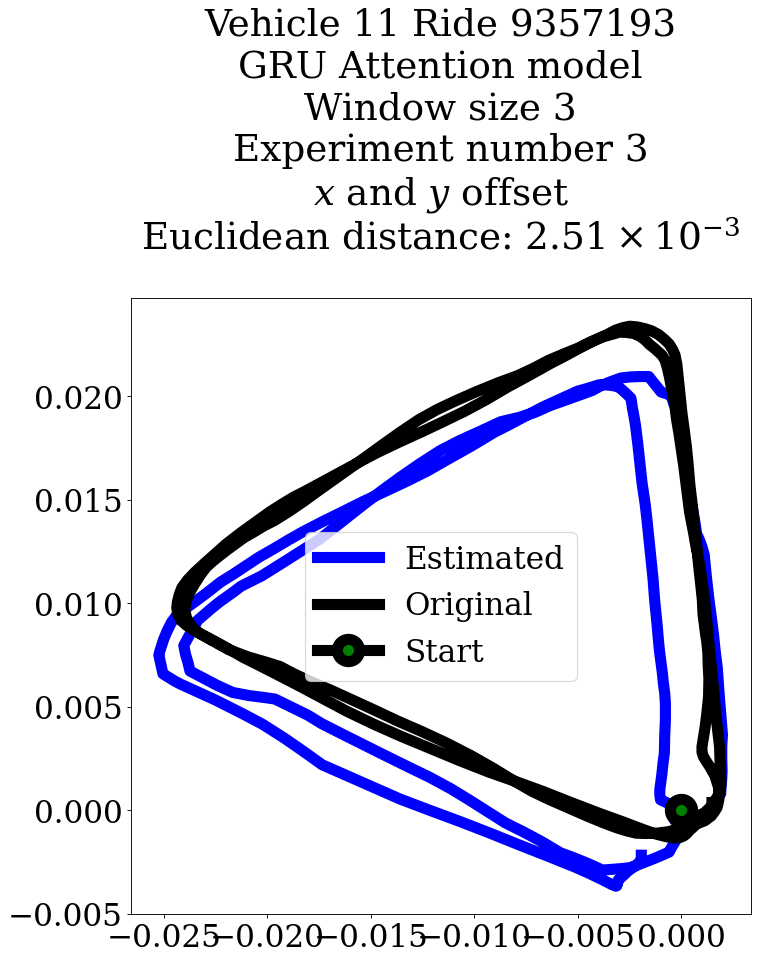 Vehicle 11 Ride 9357193
GRU Attention model
Window size 3
Experiment number 3
x and y offset
Euclidean distance: 2.51 × 10⁻³
0.020
0.015
0.010
0.005
0.000
−0.005
Estimated
Original
Start
−0.025 −0.020 −0.015 −0.010 −0.005 0.000